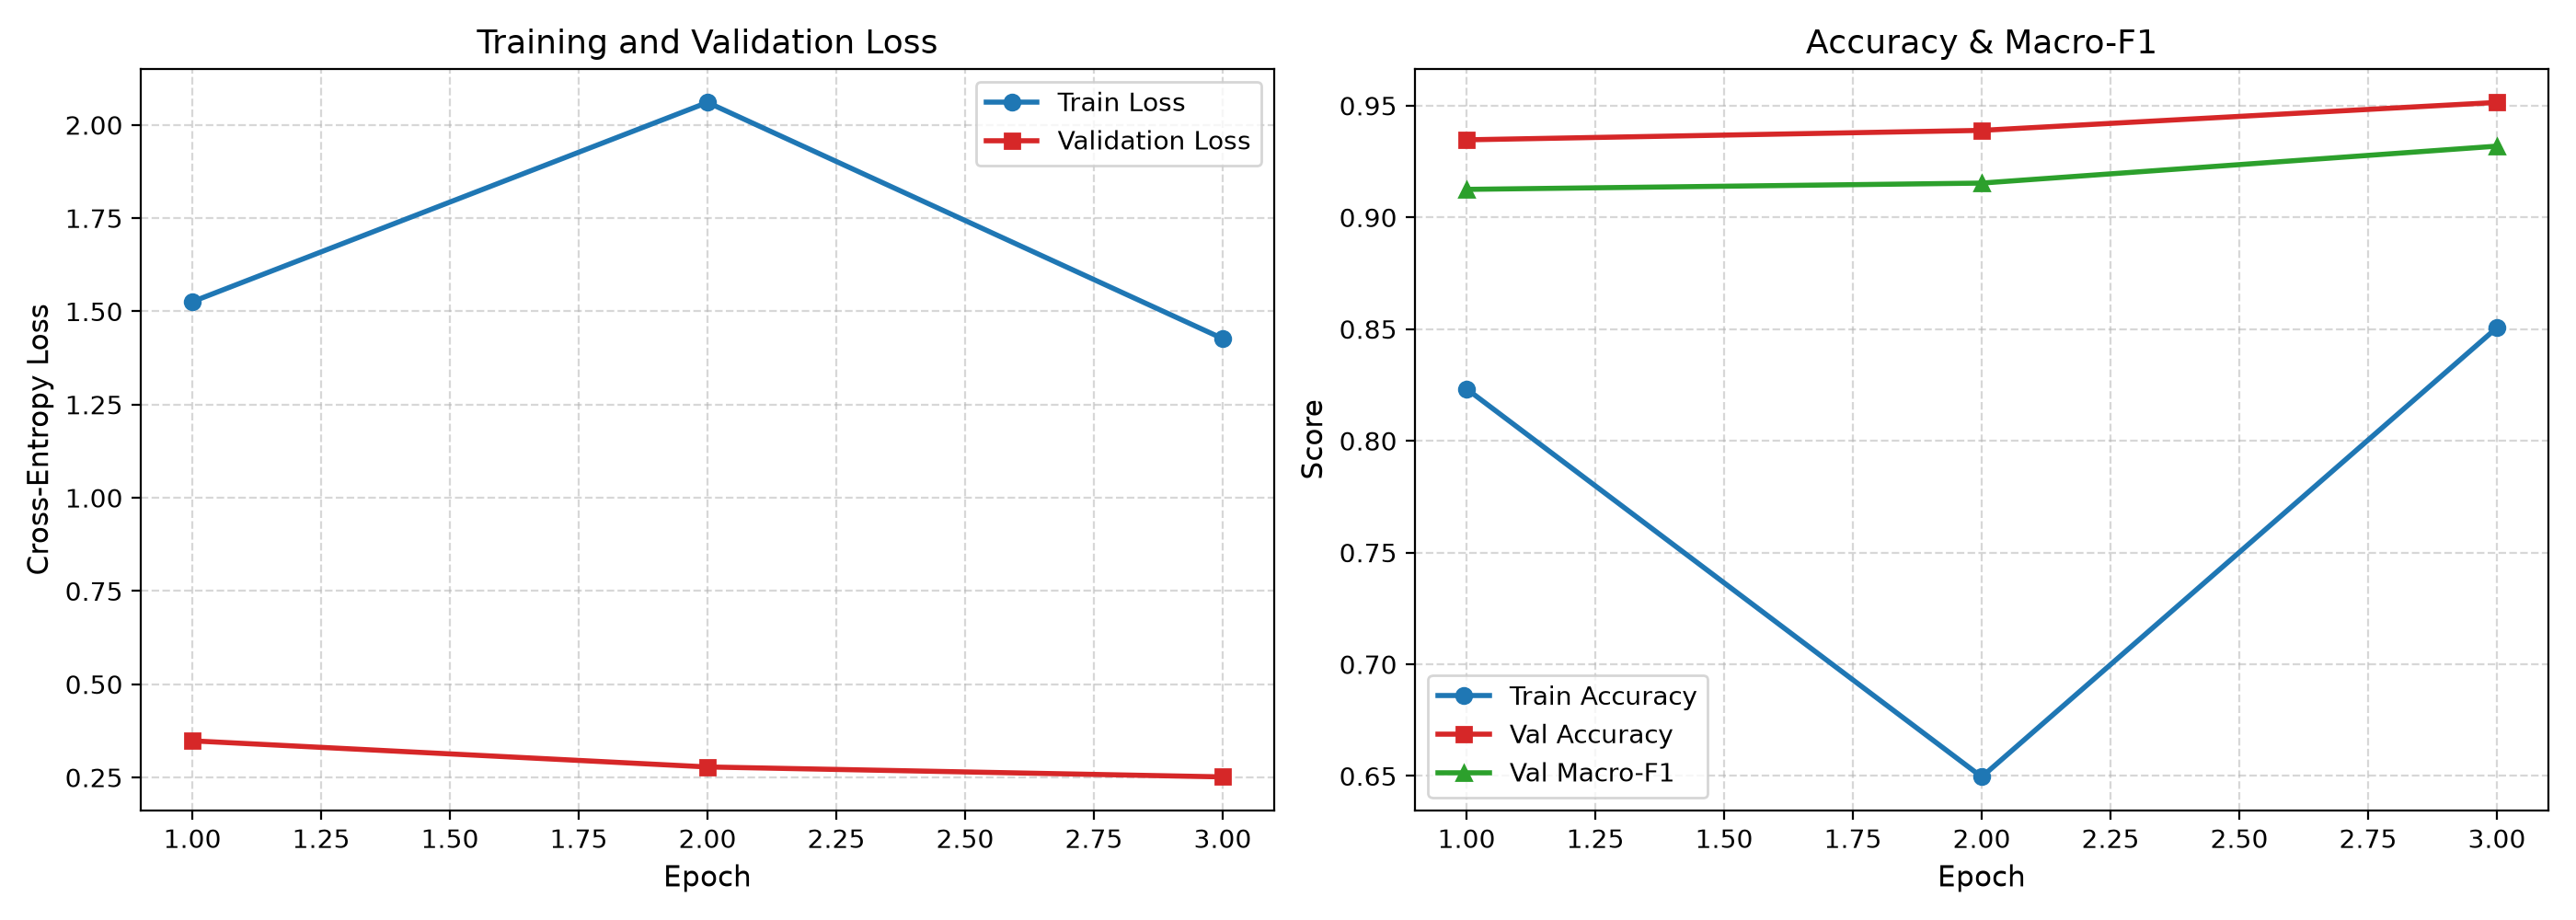 Training and Validation Loss
Cross-Entropy Loss
2.00
1.75
1.50
1.25
1.00
0.75
0.50
0.25
Train Loss
Validation Loss
1.00 1.25 1.50 1.75 2.00 2.25 2.50 2.75 3.00
Epoch
Accuracy & Macro-F1
Score
0.95
0.90
0.85
0.80
0.75
0.70
0.65
Train Accuracy
Val Accuracy
Val Macro-F1
1.00 1.25 1.50 1.75 2.00 2.25 2.50 2.75 3.00
Epoch